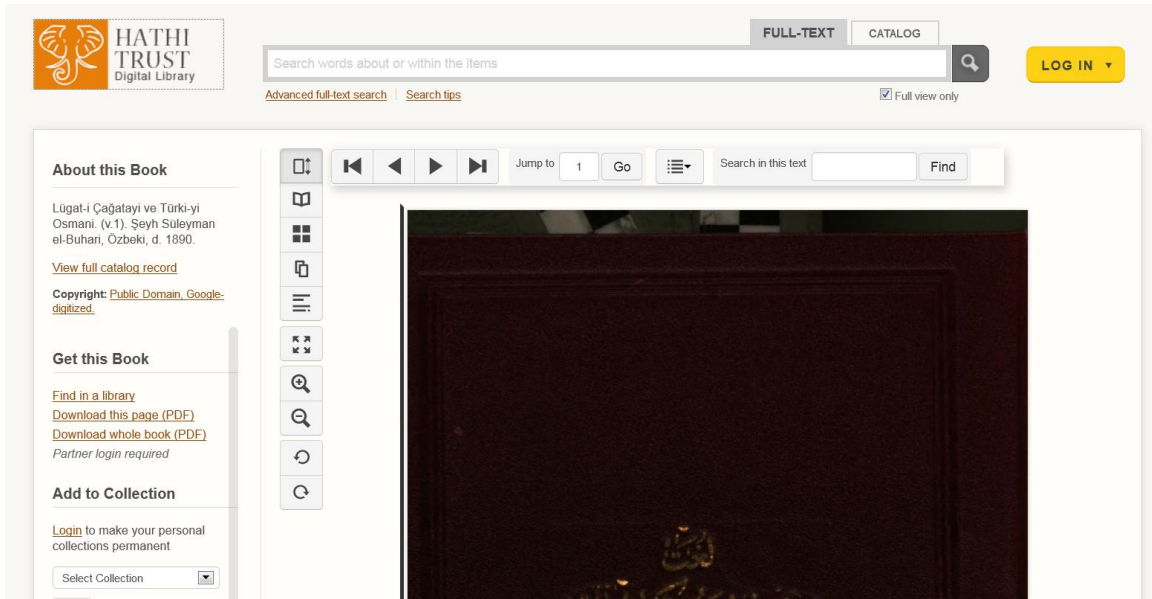 HATHI
TRUST
Digital Library
FULL-TEXT
CATALOG
Search words about or within the items
LOG IN
Advanced full-text search
Search tips
Full view only
About this Book
Lügat-i Çağatayi ve Türki-yi
Osmani. (v.1). Şeyh Süleyman
el-Buhari, Özbeki, d. 1890.
View full catalog record
Copyright: Public Domain, Google-
digitized.
Get this Book
Find in a library
Download this page (PDF)
Download whole book (PDF)
Partner login required
Add to Collection
Login to make your personal
collections permanent
Select Collection
Jump to
1
Go
Search in this text
Find
لغت